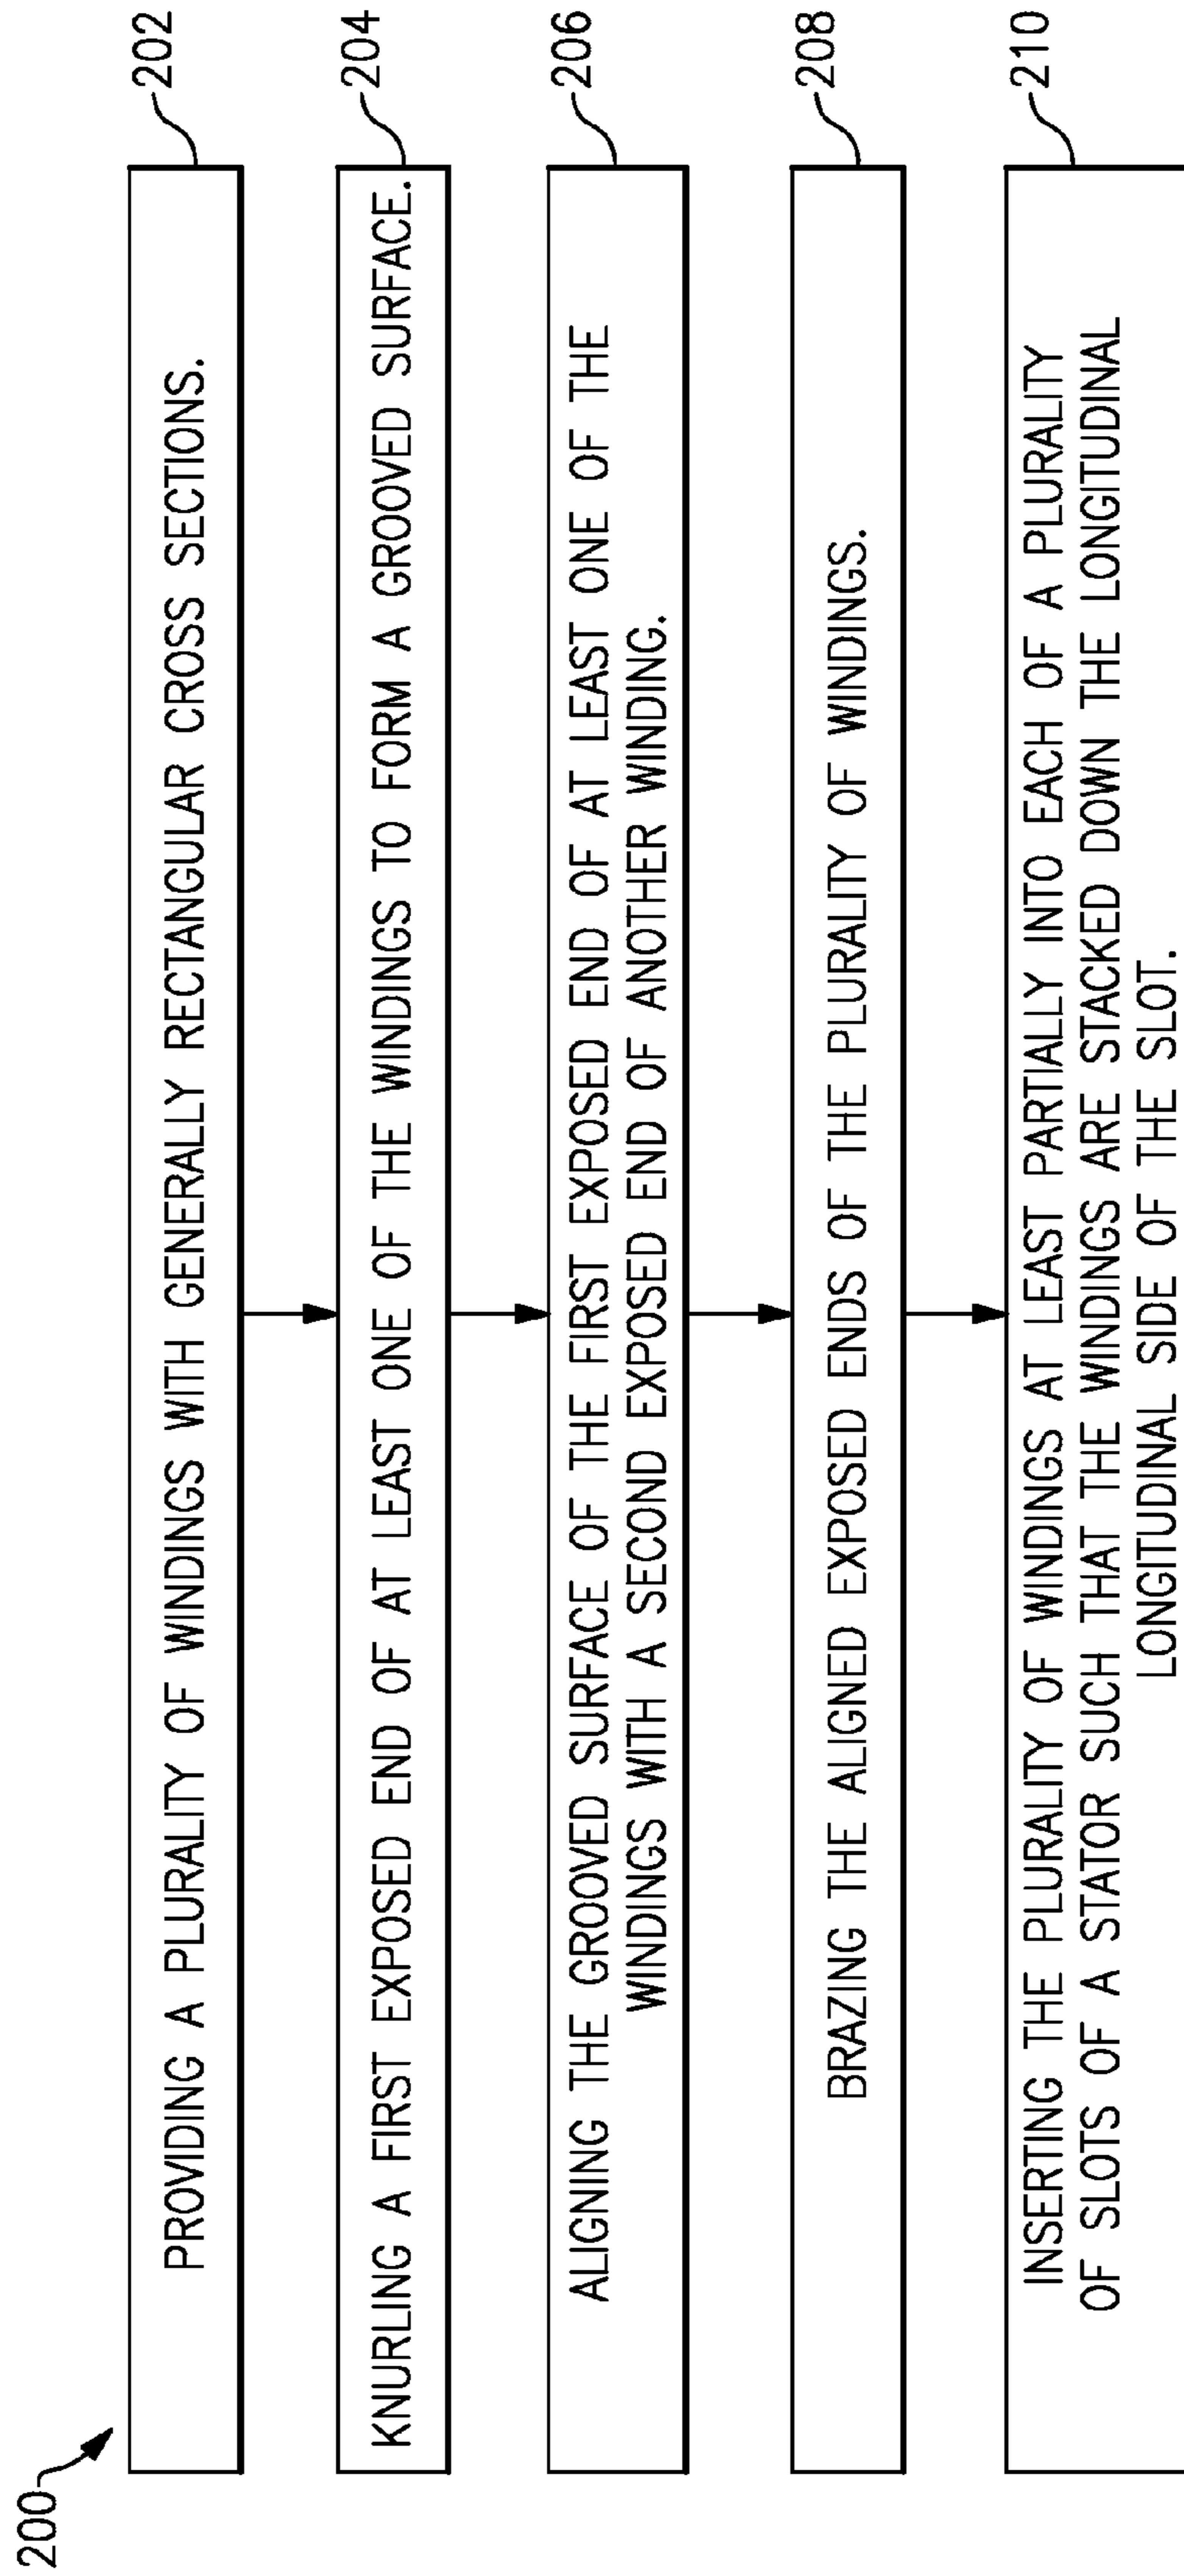 200
PROVIDING A PLURALITY OF WINDINGS WITH GENERALLY RECTANGULAR CROSS SECTIONS.
202
KNURLING A FIRST EXPOSED END OF AT LEAST ONE OF THE WINDINGS TO FORM A GROOVED SURFACE.
204
ALIGNING THE GROOVED SURFACE OF THE FIRST EXPOSED END OF AT LEAST ONE OF THE
WINDINGS WITH A SECOND EXPOSED END OF ANOTHER WINDING.
206
BRAZING THE ALIGNED EXPOSED ENDS OF THE PLURALITY OF WINDINGS.
208
INSERTING THE PLURALITY OF WINDINGS AT LEAST PARTIALLY INTO EACH OF A PLURALITY
OF SLOTS OF A STATOR SUCH THAT THE WINDINGS ARE STACKED DOWN THE LONGITUDINAL
LONGITUDINAL SIDE OF THE SLOT.
210